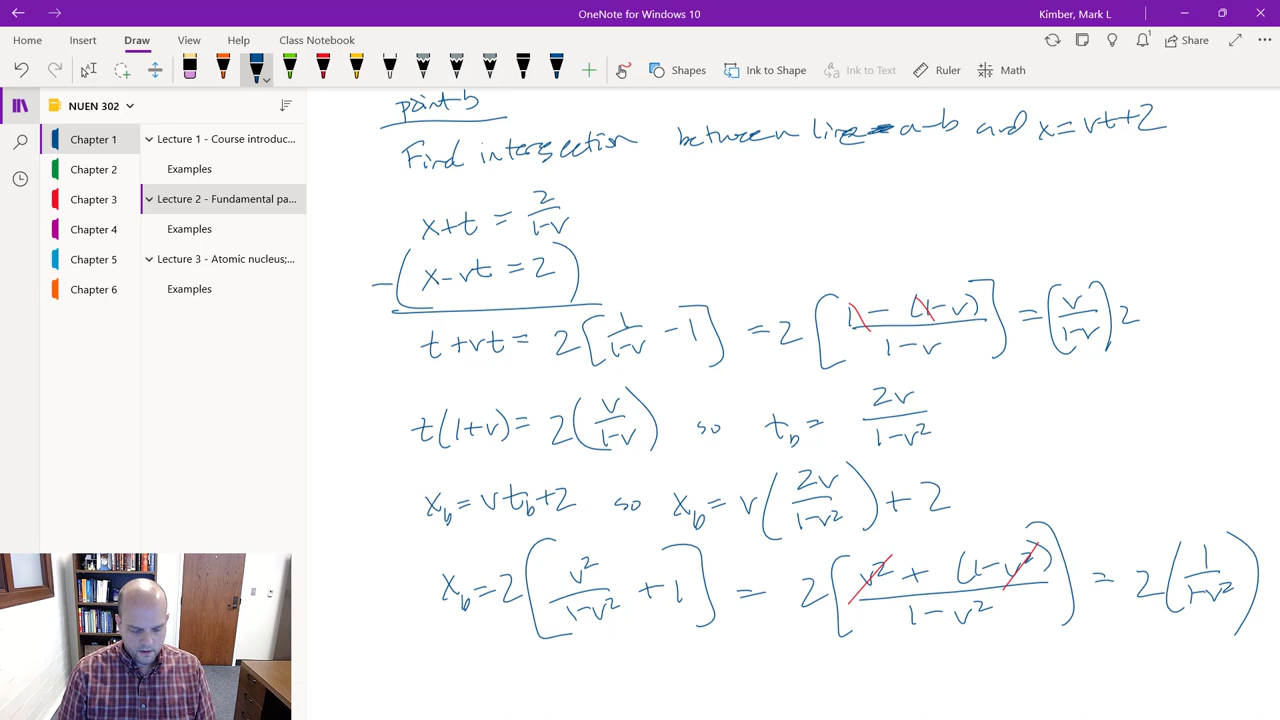 OneNote for Windows 10
Kimber, Mark L
Home Insert Draw View Help Class Notebook
Share
Shapes Ink to Shape Ink to Text Ruler Math
NUEN 302
Chapter 1
Chapter 2
Chapter 3
Chapter 4
Chapter 5
Chapter 6
Lecture 1 - Course introduc...
Examples
Lecture 2 - Fundamental pa...
Examples
Lecture 3 - Atomic nucleus;...
Examples
point b
Find intersection between line a-b and x = vt+2
x+t = 2/(1-v)
-(x-vt = 2)
t+vt = 2[1/(1-v) - 1] = 2[(1-(1-v))/(1-v)] = (v/(1-v))2
t(1+v) = 2(v/(1-v)) so t_b = 2v/(1-v²)
x_b = vt_b+2 so x_b = v(2v/(1-v²)) + 2
x_b = 2[v²/(1-v²) + 1] = 2[(v² + (1-v²))/(1-v²)] = 2(1/(1-v²))